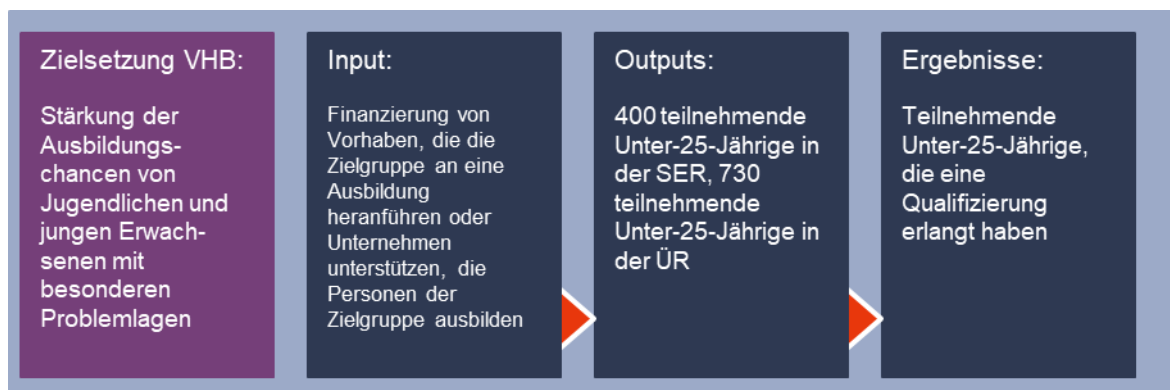 Zielsetzung VHB:
Stärkung der
Ausbildungs-
chancen von
Jugendlichen und
jungen Erwach-
senen mit
besonderen
Problemlagen
Input:
Finanzierung von
Vorhaben, die die
Zielgruppe an eine
Ausbildung
heranführen oder
Unternehmen
unterstützen, die
Personen der
Zielgruppe ausbilden
Outputs:
400 teilnehmende
Unter-25-Jährige in
der SER, 730
teilnehmende
Unter-25-Jährige in
der ÜR
Ergebnisse:
Teilnehmende
Unter-25-Jährige,
die eine
Qualifizierung
erlangt haben